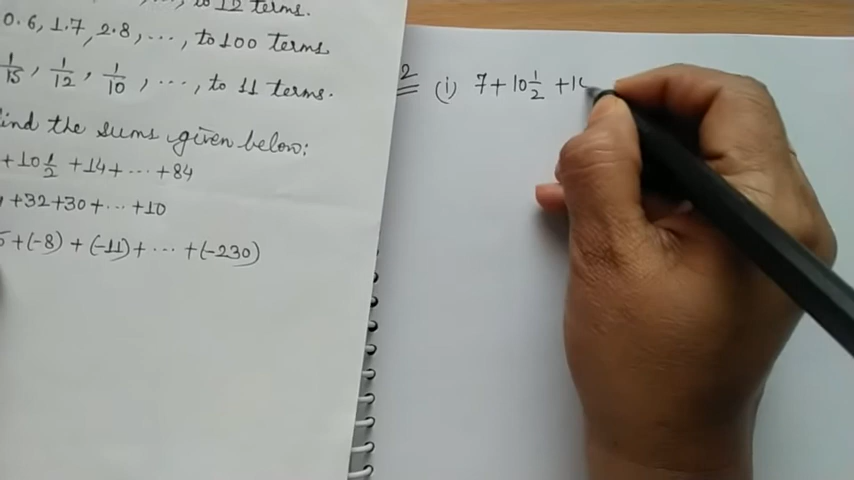 to 12 terms.
0.6, 1.7, 2.8, ..., to 100 terms
1/15, 1/12, 1/10, ..., to 11 terms.
ind the sums given below:
+10 1/2 +14+...+84
+32+30+...+10
5+(-8)+(-11)+...+(-230)
2 (i) 7+10 1/2 +1